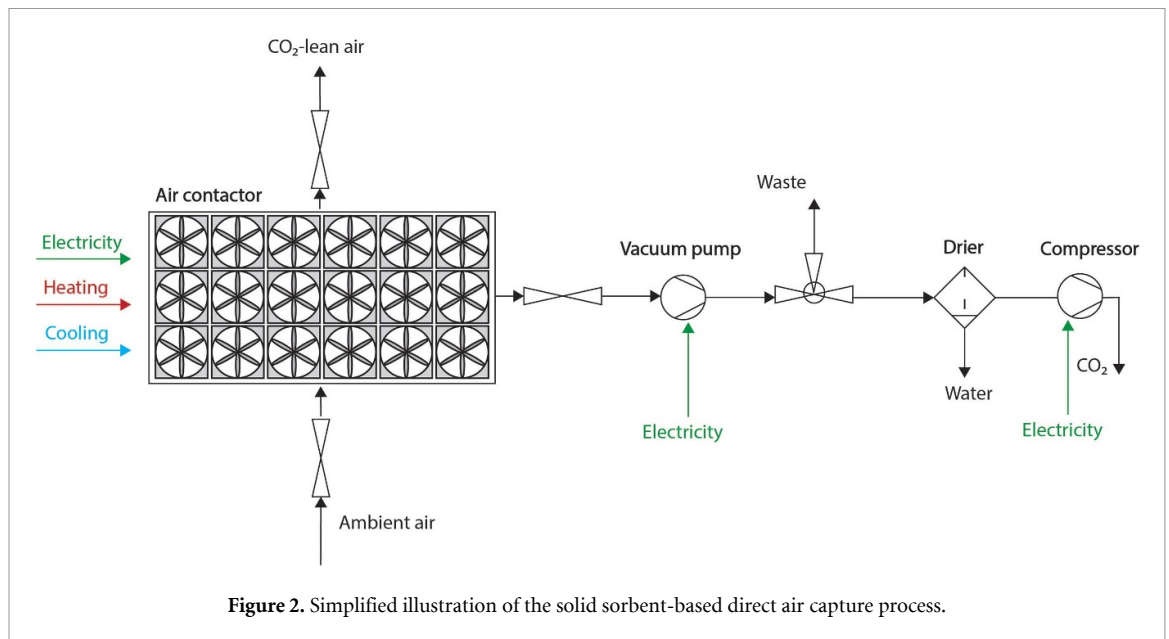 CO₂-lean air
Air contactor
Electricity
Heating
Cooling
Ambient air
Vacuum pump
Electricity
Waste
Drier
Water
Compressor
CO₂
Electricity
Figure 2. Simplified illustration of the solid sorbent-based direct air capture process.